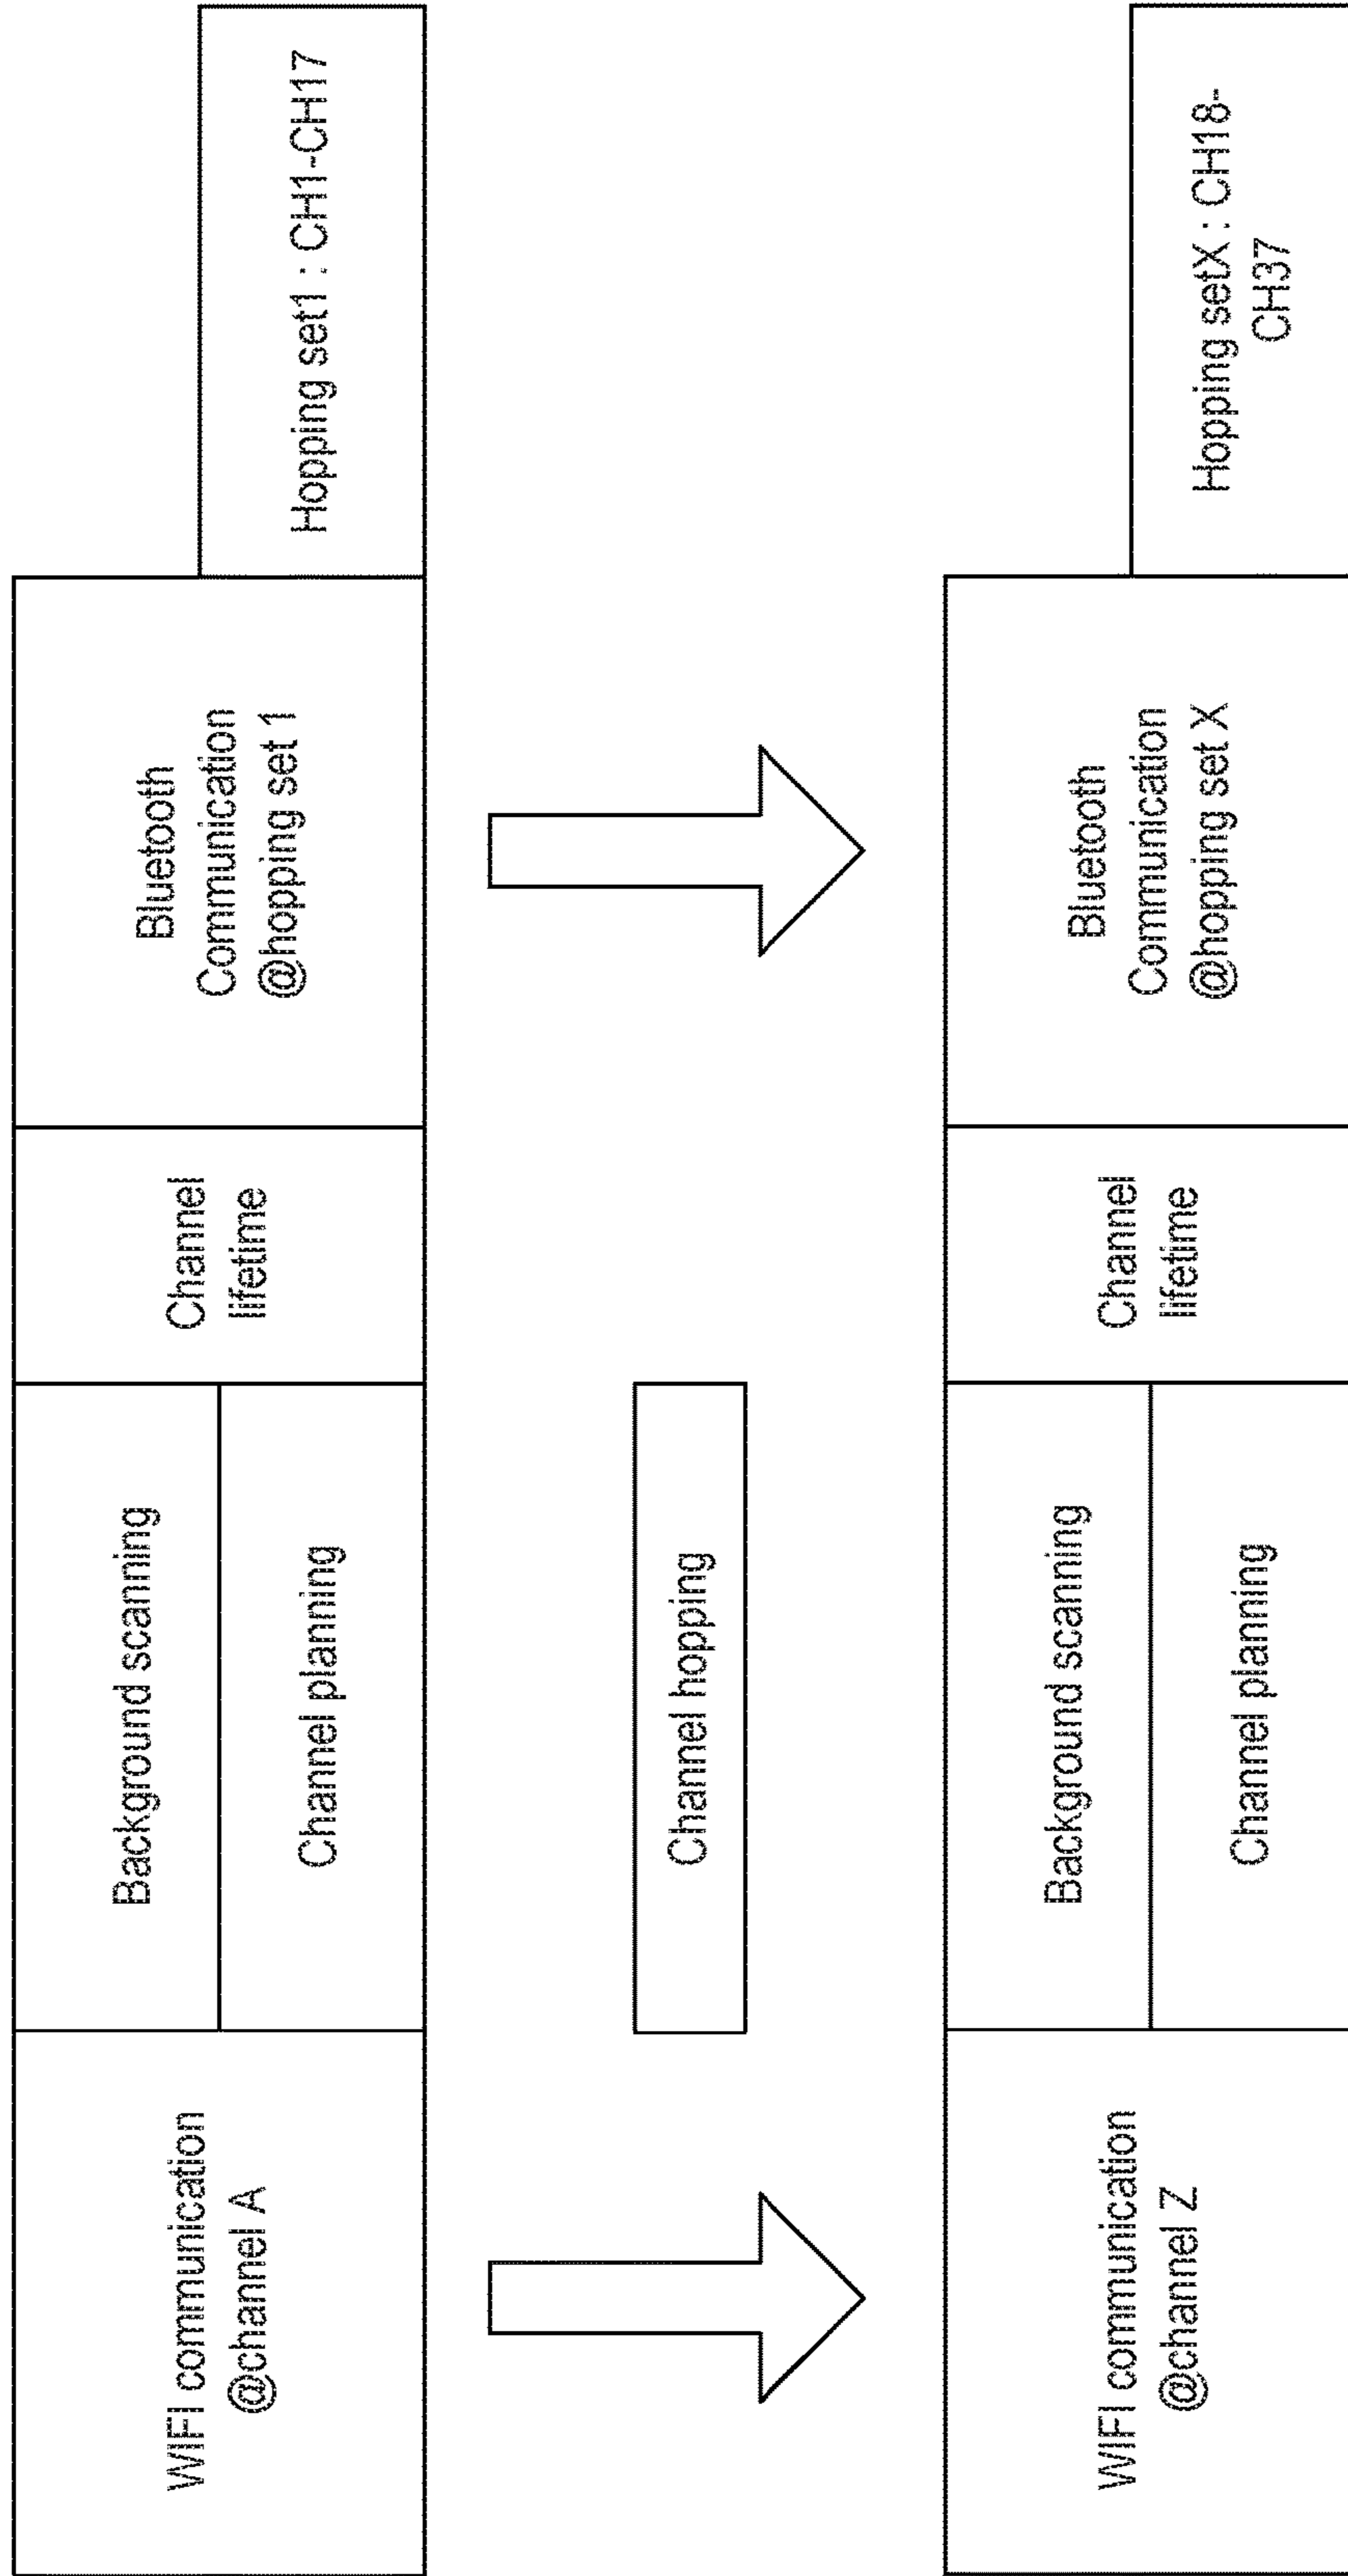 WIFI communication
@channel A
Background scanning
Channel planning
Channel
lifetime
Bluetooth
Communication
@hopping set 1
Hopping set1 : CH1-CH17
Channel hopping
WIFI communication
@channel Z
Background scanning
Channel planning
Channel
lifetime
Bluetooth
Communication
@hopping set X
Hopping setX : CH18-
CH37